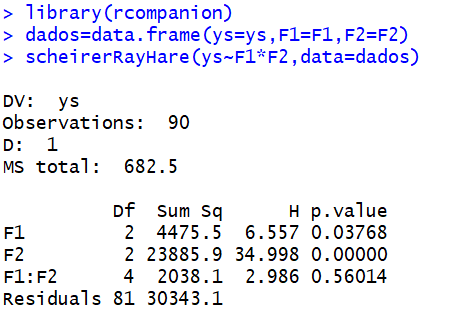 > library(rcompanion)
> dados=data.frame(ys=ys,F1=F1,F2=F2)
> scheirerRayHare(ys~F1*F2,data=dados)
DV:  ys
Observations:  90
D:  1
MS total:  682.5
          Df  Sum Sq      H p.value
F1         2  4475.5  6.557 0.03768
F2         2 23885.9 34.998 0.00000
F1:F2      4  2038.1  2.986 0.56014
Residuals 81 30343.1